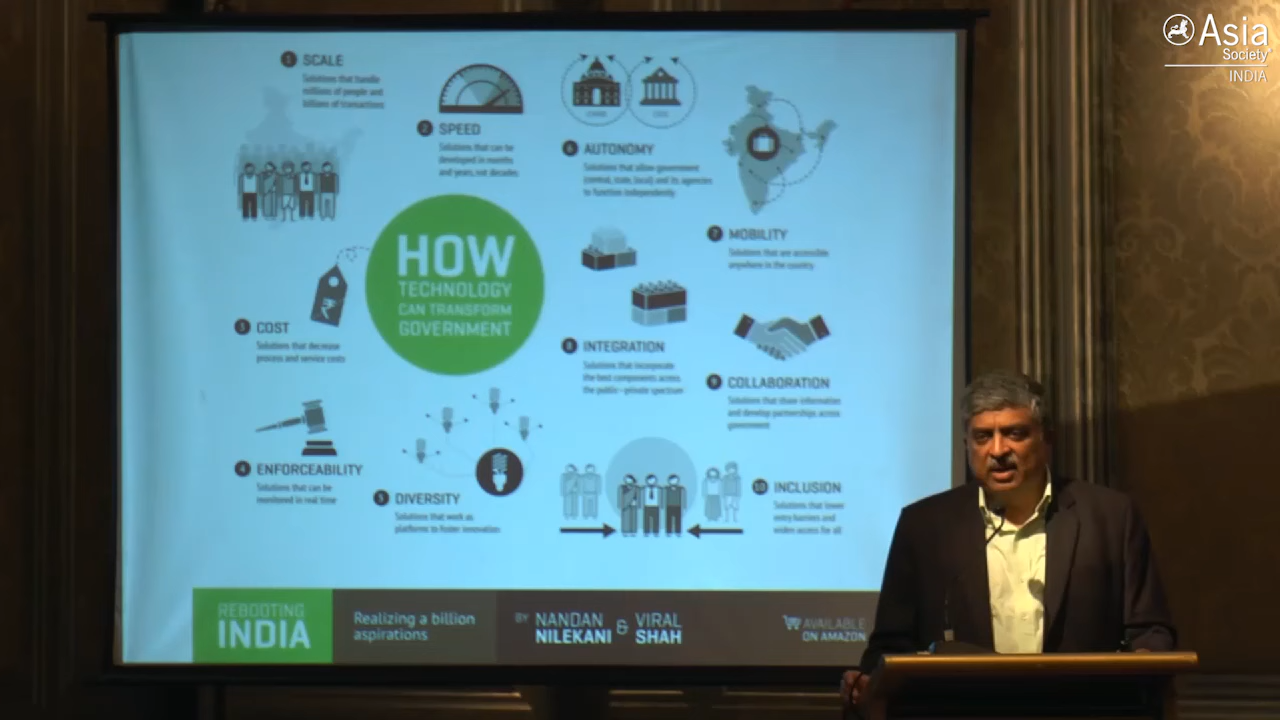 Asia
Society
INDIA
1 SCALE
Solutions that handle
millions of people and
billions of transactions
2 SPEED
Solutions that can be
developed in months
and years, not decades
HOW
TECHNOLOGY
CAN TRANSFORM
GOVERNMENT
3 COST
Solutions that decrease
process and service costs
4 ENFORCEABILITY
Solutions that can be
monitored in real time
5 DIVERSITY
Solutions that work as
platforms to foster innovation
6 AUTONOMY
Solutions that allow government
(central, state, local) and its agencies
to function independently
7 MOBILITY
Solutions that are accessible
anywhere in the country
8 INTEGRATION
Solutions that incorporate
the best components across
the public-private spectrum
9 COLLABORATION
Solutions that share information
and develop partnerships across
government
10 INCLUSION
Solutions that lower
entry barriers and
widen access for all
REBOOTING
INDIA
Realizing a billion
aspirations
BY NANDAN NILEKANI & VIRAL SHAH
AVAILABLE
ON AMAZON